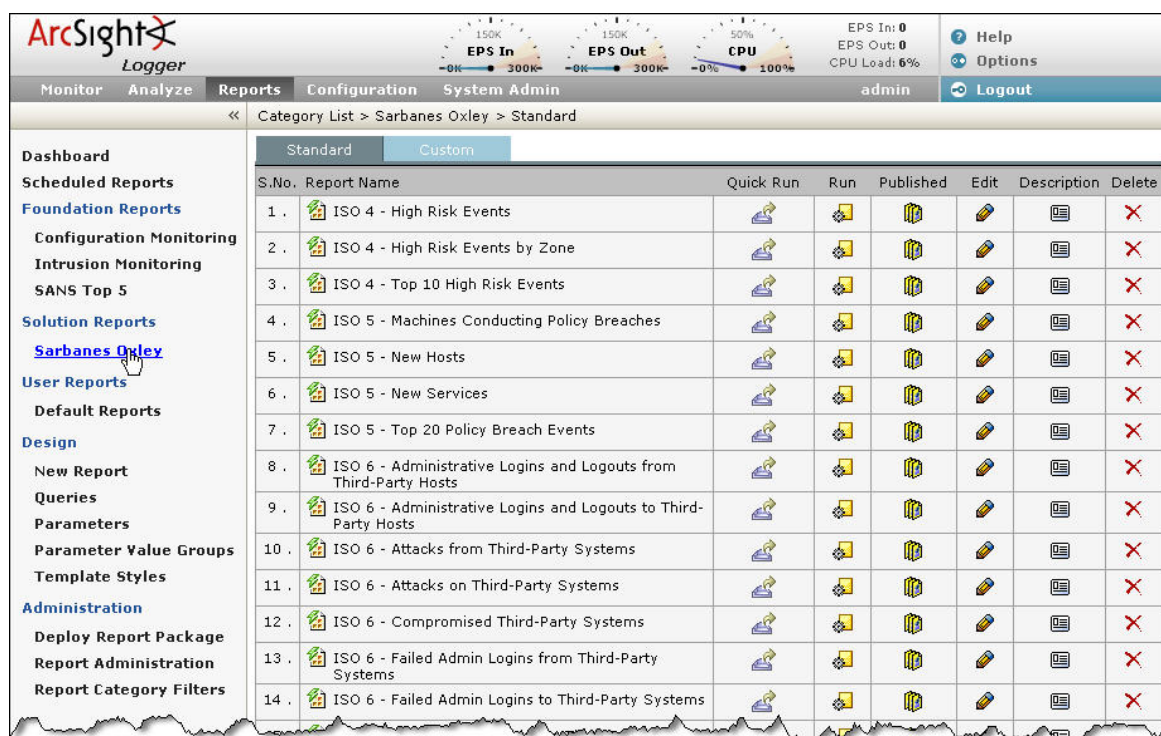 ArcSight
Logger
150K
EPS In
0K 300K
150K
EPS Out
0K 300K
50%
CPU
0% 100%
EPS In: 0
EPS Out: 0
CPU Load: 6%
Help
Options
Monitor Analyze Reports Configuration System Admin admin Logout
« Category List > Sarbanes Oxley > Standard
Dashboard
Scheduled Reports
Foundation Reports
Configuration Monitoring
Intrusion Monitoring
SANS Top 5
Solution Reports
Sarbanes Oxley
User Reports
Default Reports
Design
New Report
Queries
Parameters
Parameter Value Groups
Template Styles
Administration
Deploy Report Package
Report Administration
Report Category Filters
Standard Custom
S.No. Report Name Quick Run Run Published Edit Description Delete
1 . ISO 4 - High Risk Events
2 . ISO 4 - High Risk Events by Zone
3 . ISO 4 - Top 10 High Risk Events
4 . ISO 5 - Machines Conducting Policy Breaches
5 . ISO 5 - New Hosts
6 . ISO 5 - New Services
7 . ISO 5 - Top 20 Policy Breach Events
8 . ISO 6 - Administrative Logins and Logouts from
Third-Party Hosts
9 . ISO 6 - Administrative Logins and Logouts to Third-
Party Hosts
10 . ISO 6 - Attacks from Third-Party Systems
11 . ISO 6 - Attacks on Third-Party Systems
12 . ISO 6 - Compromised Third-Party Systems
13 . ISO 6 - Failed Admin Logins from Third-Party
Systems
14 . ISO 6 - Failed Admin Logins to Third-Party Systems